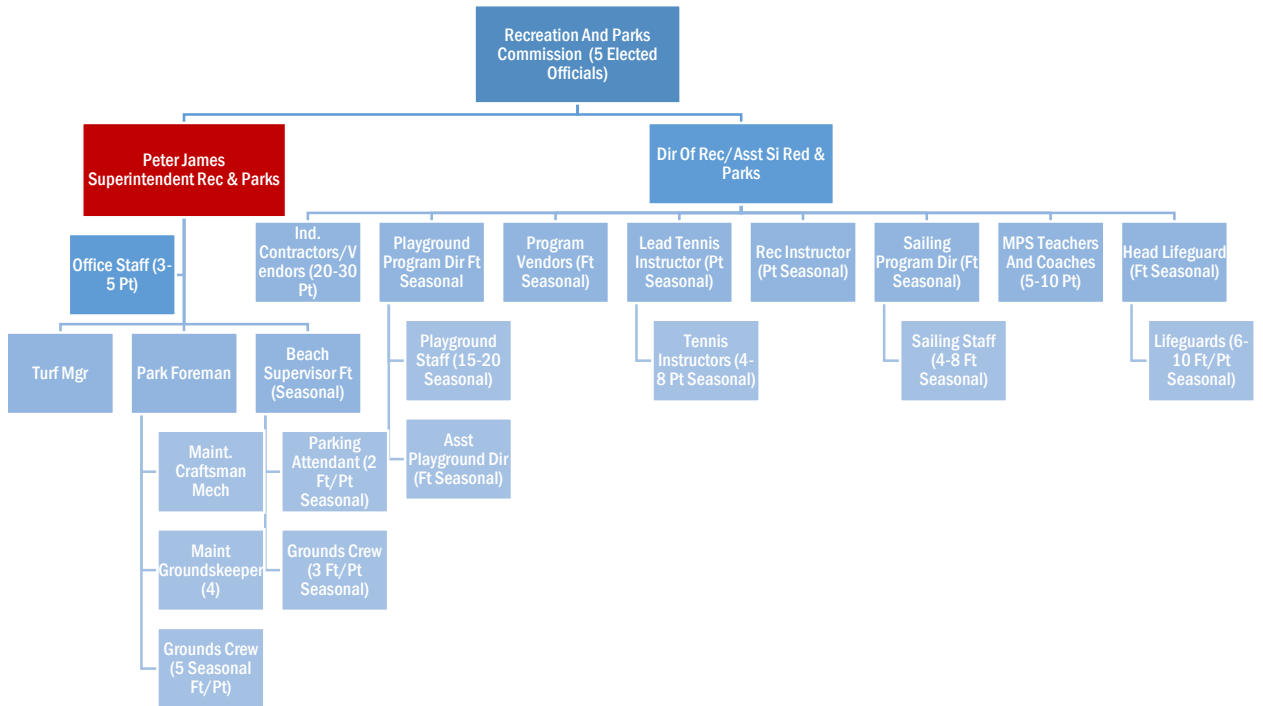 Recreation And Parks
Commission (5 Elected
Officials)
Peter James
Superintendent Rec & Parks
Dir Of Rec/Asst Si Red &
Parks
Office Staff (3-
5 Pt)
Ind.
Contractors/V
endors (20-30
Pt)
Playground
Program Dir Ft
Seasonal
Program
Vendors (Ft
Seasonal)
Lead Tennis
Instructor (Pt
Seasonal)
Rec Instructor
(Pt Seasonal)
Sailing
Program Dir (Ft
Seasonal)
MPS Teachers
And Coaches
(5-10 Pt)
Head Lifeguard
(Ft Seasonal)
Turf Mgr
Park Foreman
Beach
Supervisor Ft
(Seasonal)
Playground
Staff (15-20
Seasonal)
Tennis
Instructors (4-
8 Pt Seasonal)
Sailing Staff
(4-8 Ft
Seasonal)
Lifeguards (6-
10 Ft/Pt
Seasonal)
Maint.
Craftsman
Mech
Parking
Attendant (2
Ft/Pt
Seasonal)
Asst
Playground Dir
(Ft Seasonal)
Maint
Groundskeeper
(4)
Grounds Crew
(3 Ft/Pt
Seasonal)
Grounds Crew
(5 Seasonal
Ft/Pt)